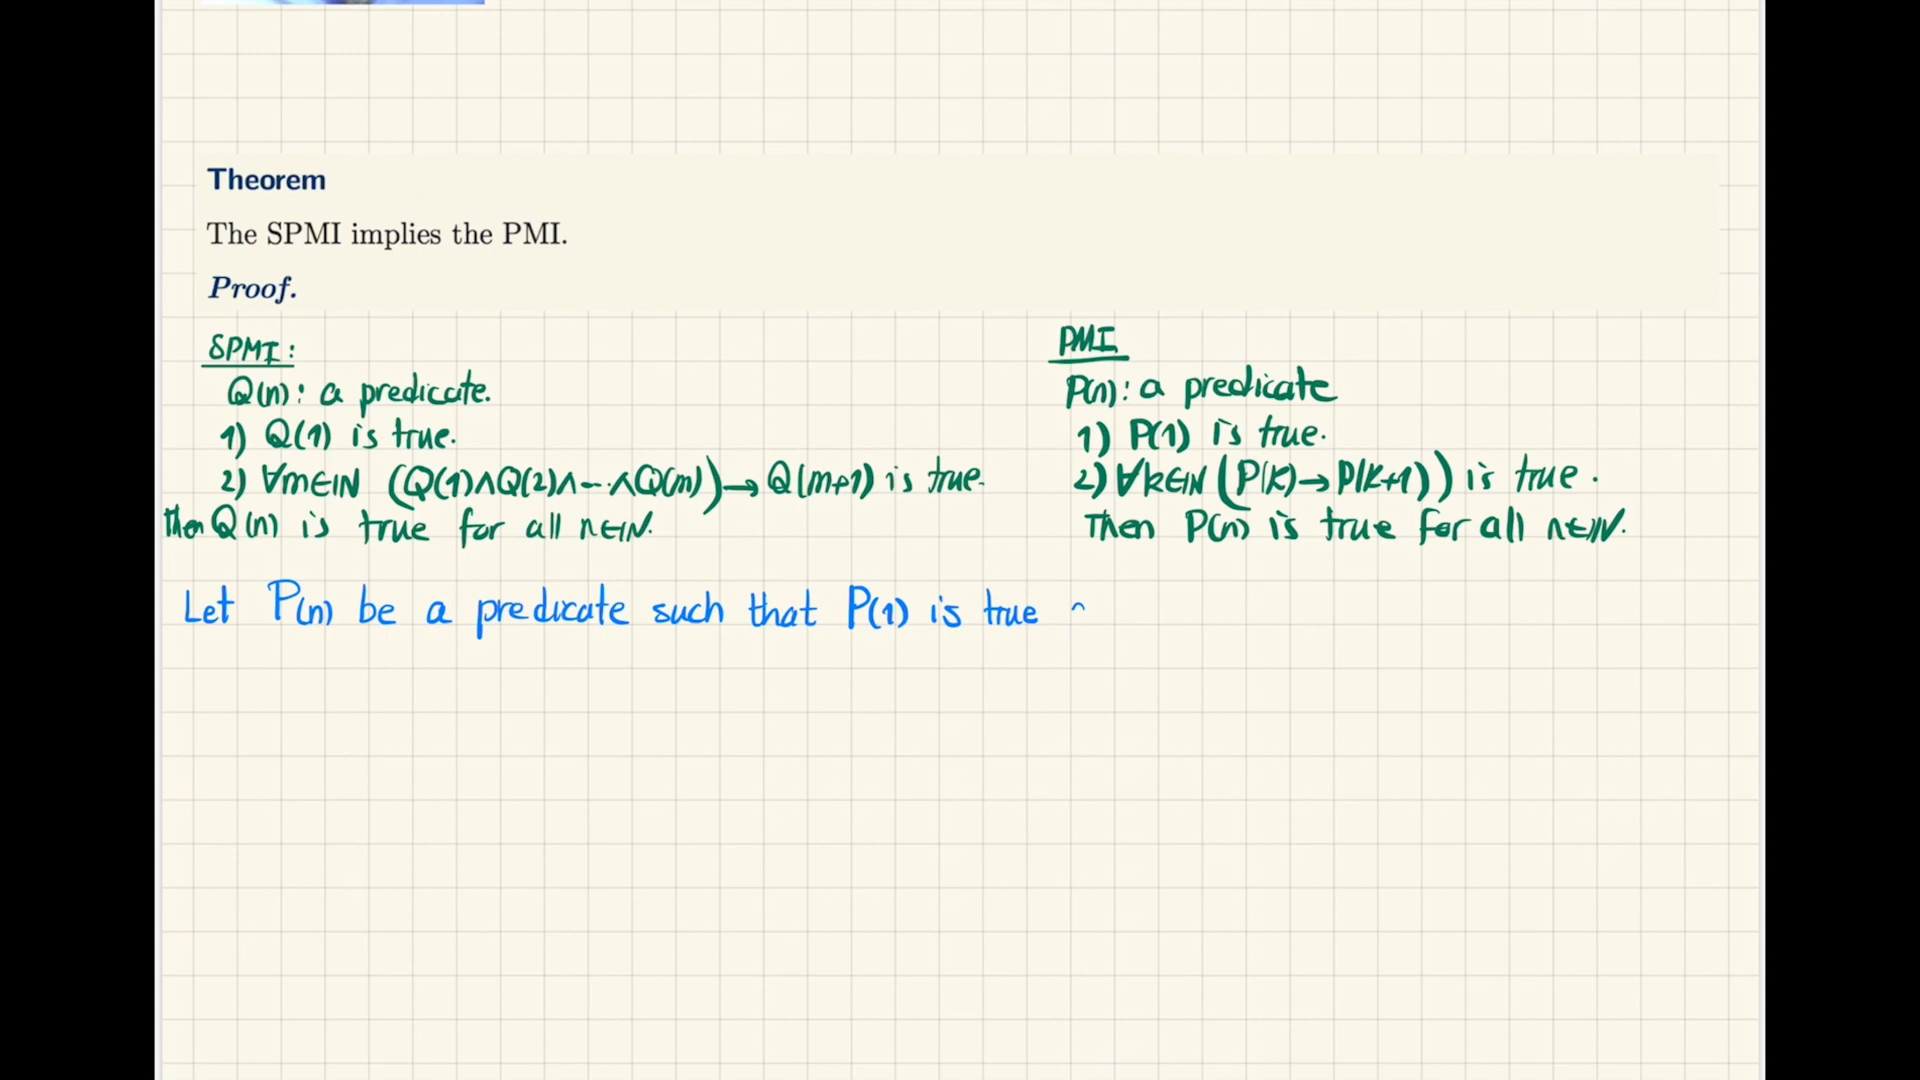 Theorem
The SPMI implies the PMI.
Proof.
SPMI:
Q(n): a predicate.
1) Q(1) is true.
2) ∀m∈ℕ (Q(1)∧Q(2)∧-··∧Q(m))→Q(m+1) is true.
then Q(n) is true for all n∈ℕ.
PMI
P(n): a predicate
1) P(1) is true.
2) ∀k∈ℕ (P(k)→P(k+1)) is true.
Then P(n) is true for all n∈ℕ.
Let P(n) be a predicate such that P(1) is true